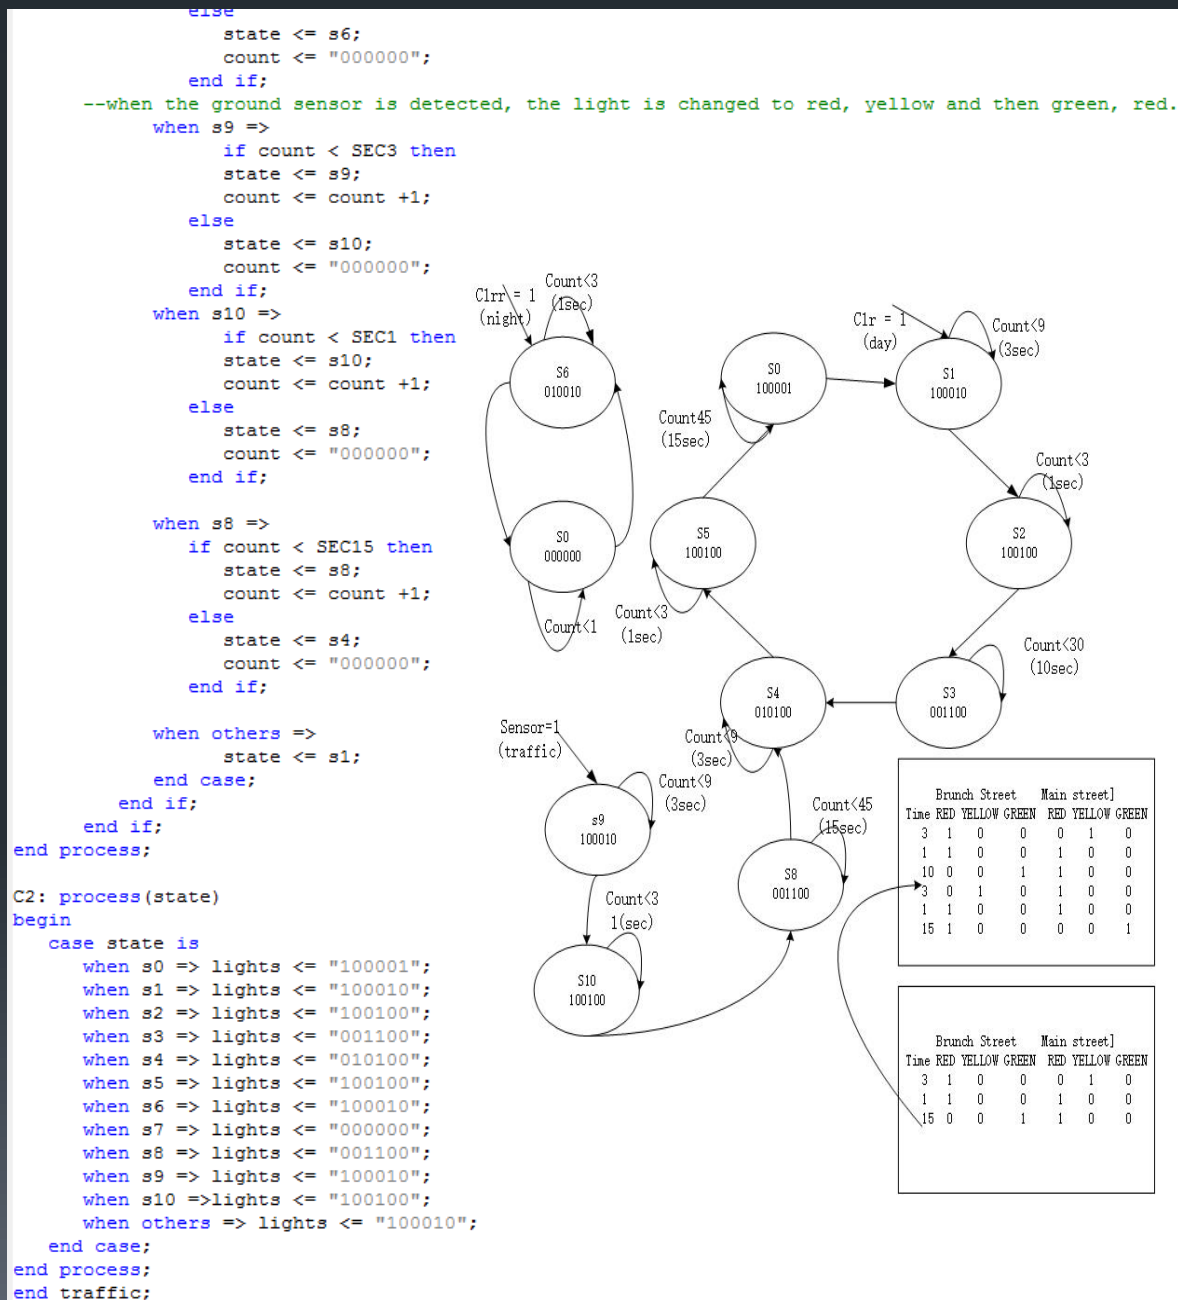 else
state <= s6;
count <= "000000";
end if;
--when the ground sensor is detected, the light is changed to red, yellow and then green, red.
when s9 =>
if count < SEC3 then
state <= s9;
count <= count +1;
else
state <= s10;
count <= "000000";
end if;
when s10 =>
if count < SEC1 then
state <= s10;
count <= count +1;
else
state <= s8;
count <= "000000";
end if;
when s8 =>
if count < SEC15 then
state <= s8;
count <= count +1;
else
state <= s4;
count <= "000000";
end if;
when others =>
state <= s1;
end case;
end if;
end if;
end process;
C2: process(state)
begin
case state is
when s0 => lights <= "100001";
when s1 => lights <= "100010";
when s2 => lights <= "100100";
when s3 => lights <= "001100";
when s4 => lights <= "010100";
when s5 => lights <= "100100";
when s6 => lights <= "100010";
when s7 => lights <= "000000";
when s8 => lights <= "001100";
when s9 => lights <= "100010";
when s10 =>lights <= "100100";
when others => lights <= "100010";
end case;
end process;
end traffic;
Clrr = 1
(night)
Count<3
(1sec)
S6
010010
S0
000000
Count<1
Clr = 1
(day)
Count<9
(3sec)
S0
100001
S1
100010
Count45
(15sec)
Count<3
(1sec)
S5
100100
S2
100100
Count<3
(1sec)
Count<30
(10sec)
S4
010100
S3
001100
Count<9
(3sec)
Sensor=1
(traffic)
Count<9
(3sec)
s9
100010
Count<45
(15sec)
S8
001100
Count<3
1(sec)
S10
100100
Brunch Street Main street]
Time RED YELLOW GREEN RED YELLOW GREEN
3 1 0 0 0 1 0
1 1 0 0 1 0 0
10 0 0 1 1 0 0
3 0 1 0 1 0 0
1 1 0 0 1 0 0
15 1 0 0 0 0 1
Brunch Street Main street]
Time RED YELLOW GREEN RED YELLOW GREEN
3 1 0 0 0 1 0
1 1 0 0 1 0 0
15 0 0 1 1 0 0